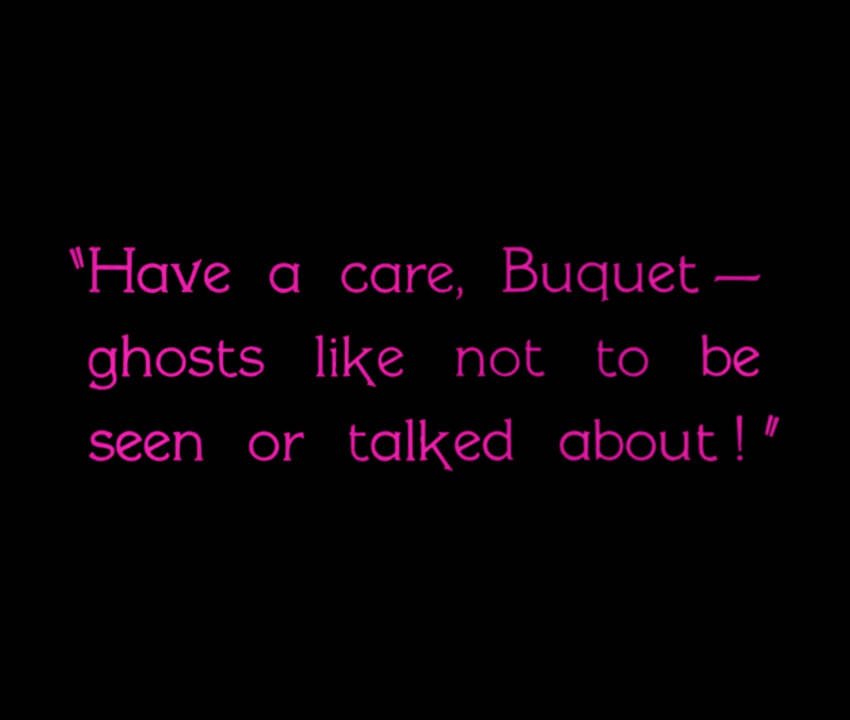 "Have a care, Buquet —
ghosts like not to be
seen or talked about!"